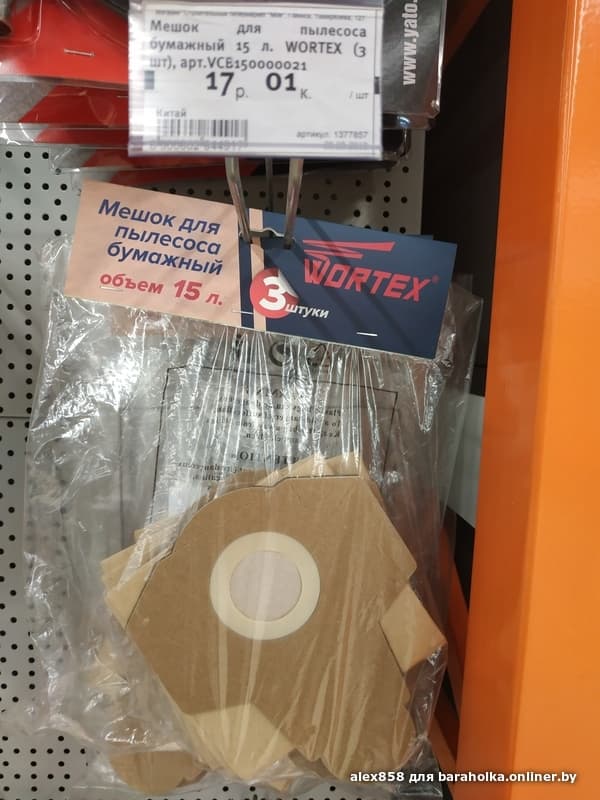 Мешок для пылесоса
бумажный 15 л. WORTEX (3
шт), арт.VCB150000021
17 р. 01 к. / шт
Китай
артикул: 1377857
www.yato.
Мешок для
пылесоса
бумажный
объем 15 л.
WORTEX®
3 штуки
alex858 для baraholka.onliner.by